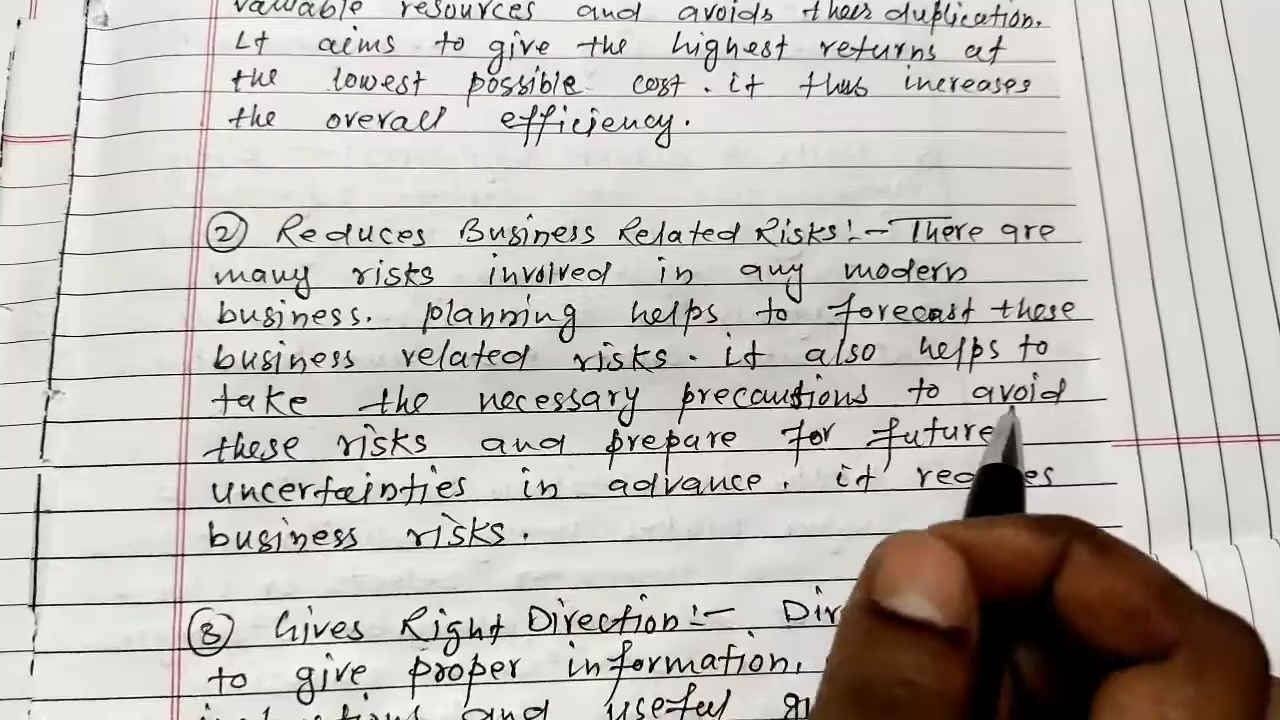 valuable resources and avoids their duplication.
It aims to give the highest returns at
the lowest possible cost. it thus increases
the overall efficiency.
② Reduces Business Related Risks:- There are
many risks involved in any modern
business. planning helps to forecast these
business related risks. it also helps to
take the necessary precautions to avoid
these risks and prepare for future
uncertainties in advance. it
business risks.
③ Gives Right Direction:-
to give proper information,
and useful